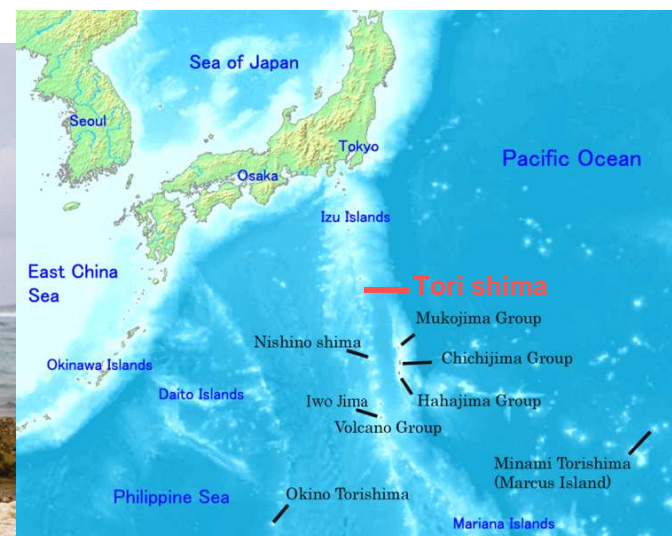 Sea of Japan
Seoul
Tokyo
Pacific Ocean
Osaka
Izu Islands
East China
Sea
Tori shima
Mukojima Group
Nishino shima
Chichijima Group
Okinawa Islands
Daito Islands
Iwo Jima
Hahajima Group
Volcano Group
Minami Torishima
(Marcus Island)
Philippine Sea
Okino Torishima
Mariana Islands